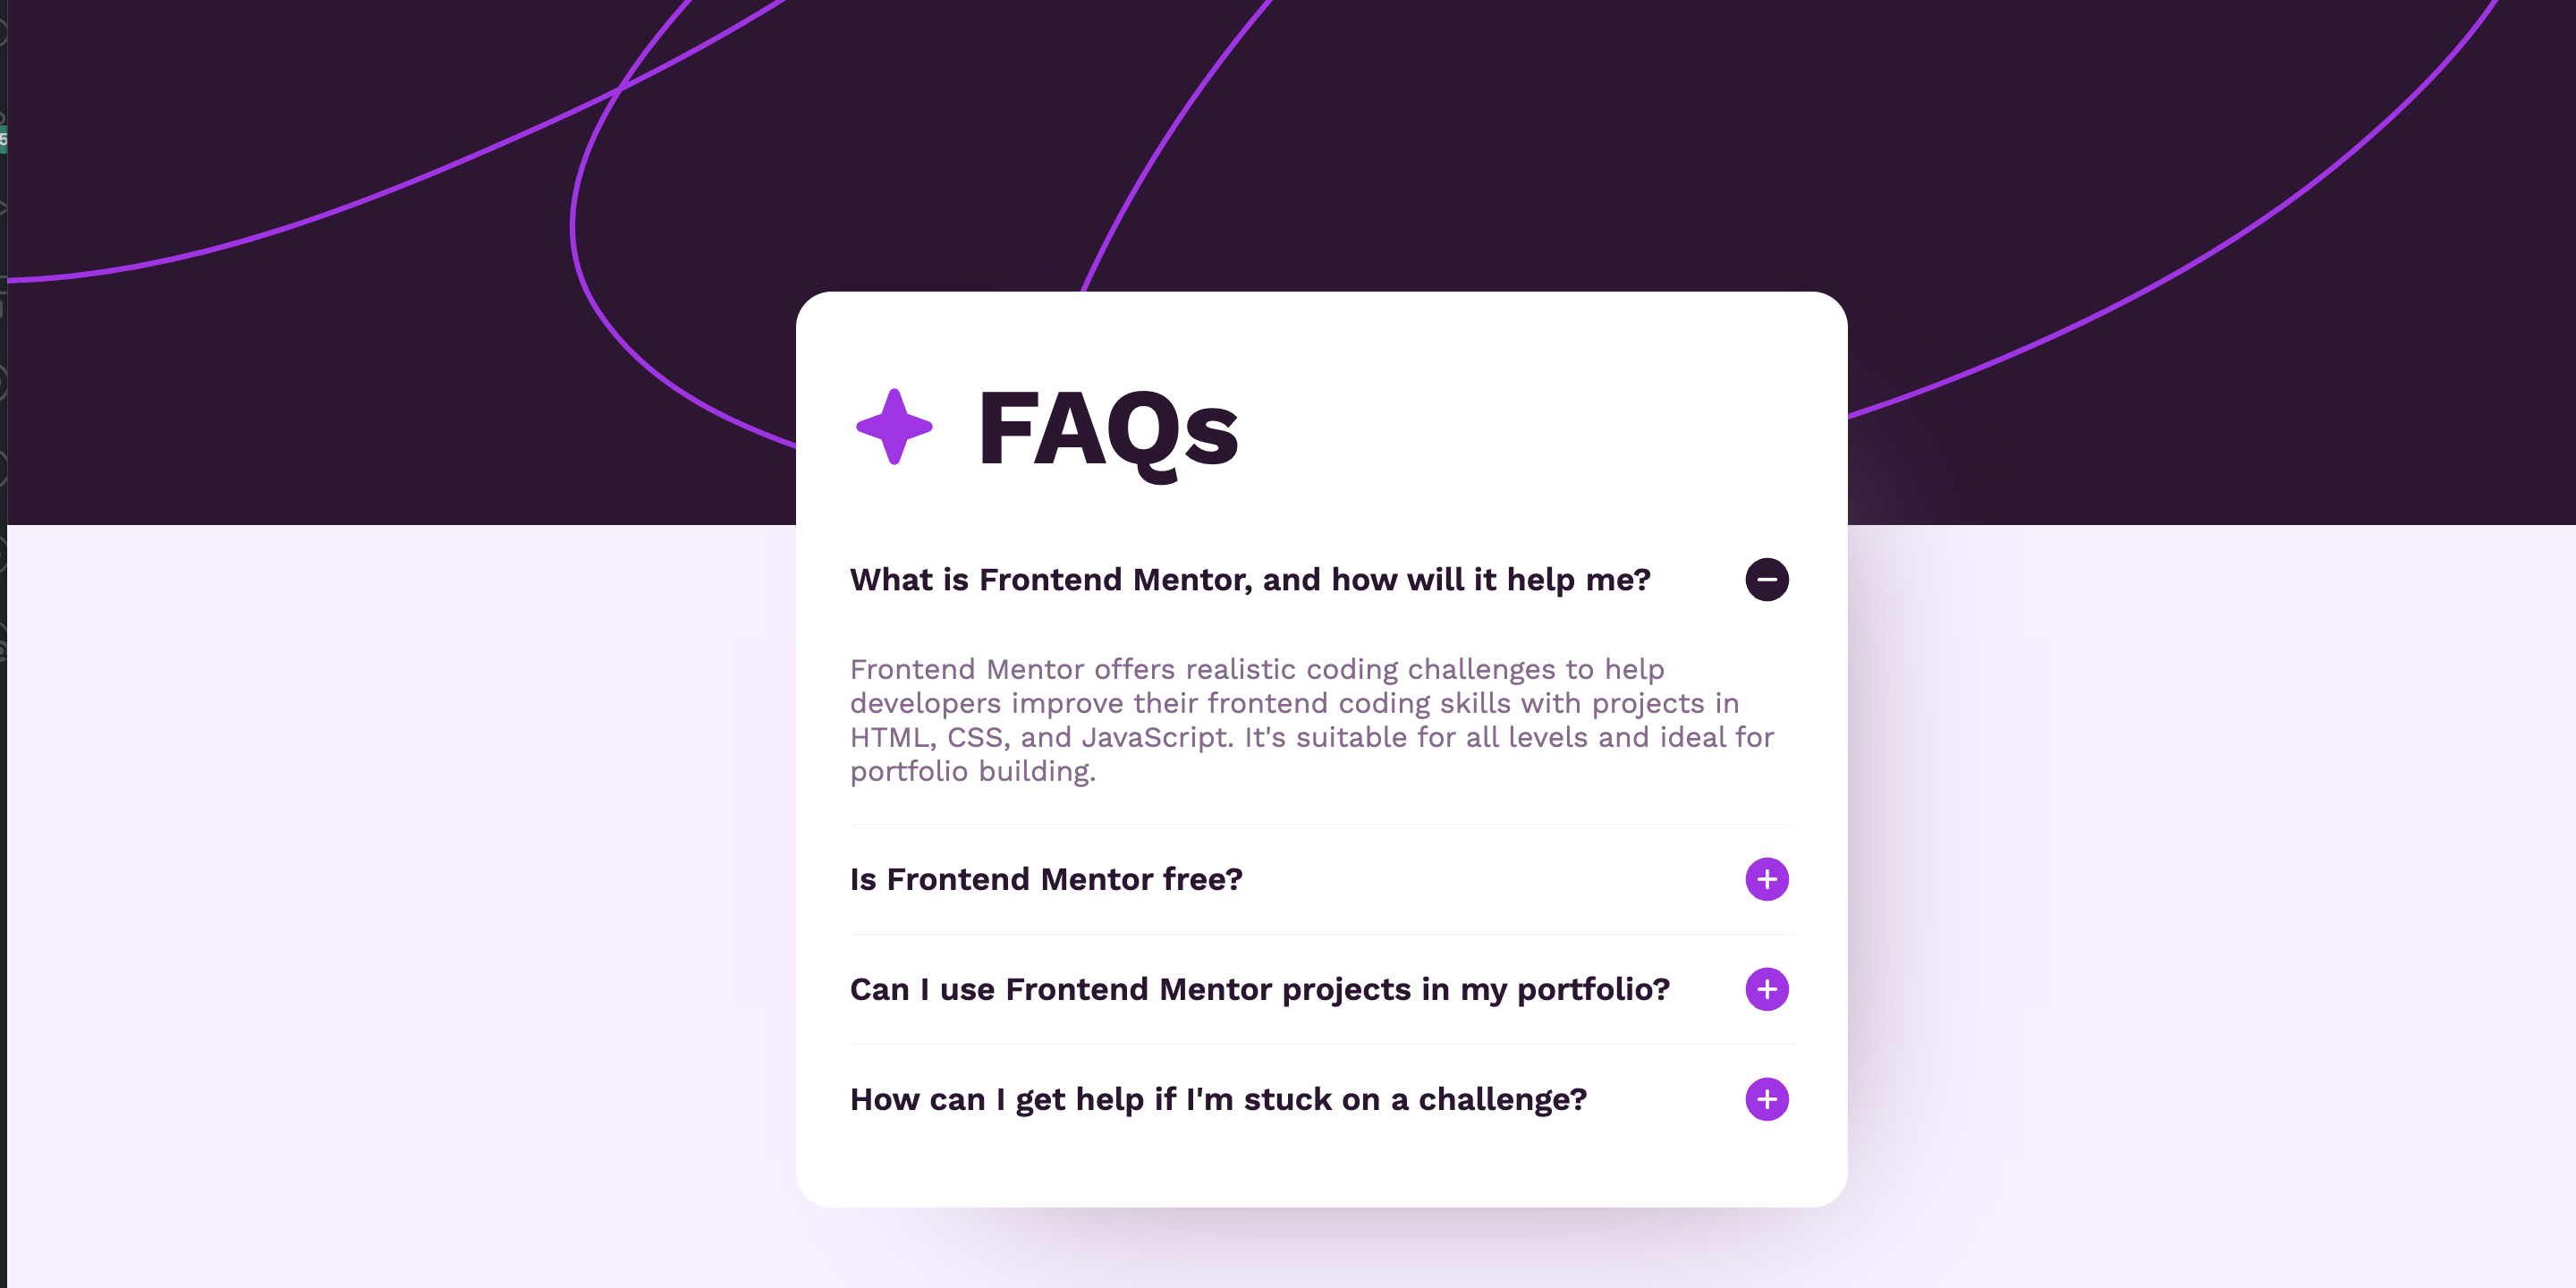 5
FAQs
What is Frontend Mentor, and how will it help me?
Frontend Mentor offers realistic coding challenges to help
developers improve their frontend coding skills with projects in
HTML, CSS, and JavaScript. It's suitable for all levels and ideal for
portfolio building.
Is Frontend Mentor free?
Can I use Frontend Mentor projects in my portfolio?
How can I get help if I'm stuck on a challenge?